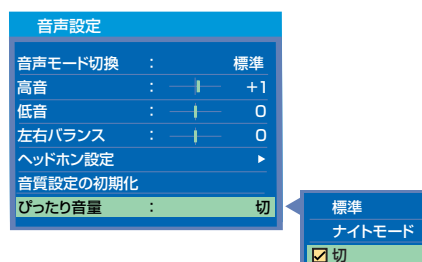 音声設定
音声モード切換 : 標準
高音 : +1
低音 : 0
左右バランス : 0
ヘッドホン設定
音質設定の初期化
ぴったり音量 : 切
標準
ナイトモード
切